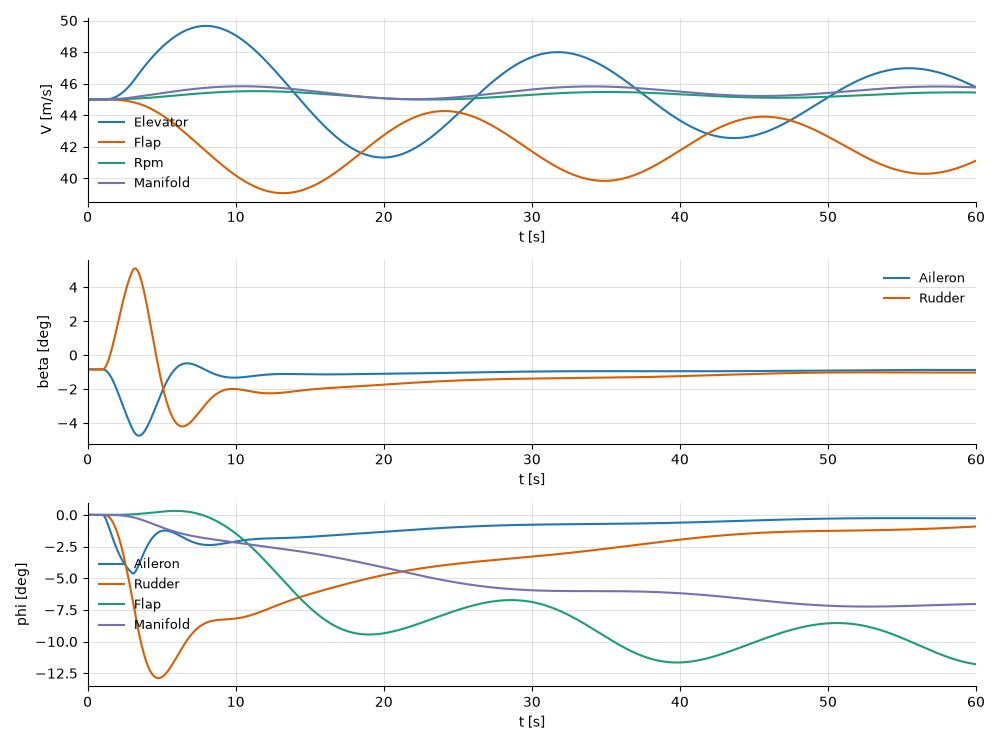 50
48
46
44
42
40
V [m/s]
Elevator
Flap
Rpm
Manifold
0 10 20 30 40 50 60
t [s]
4
2
0
−2
−4
beta [deg]
Aileron
Rudder
0 10 20 30 40 50 60
t [s]
0.0
−2.5
−5.0
−7.5
−10.0
−12.5
phi [deg]
Aileron
Rudder
Flap
Manifold
0 10 20 30 40 50 60
t [s]